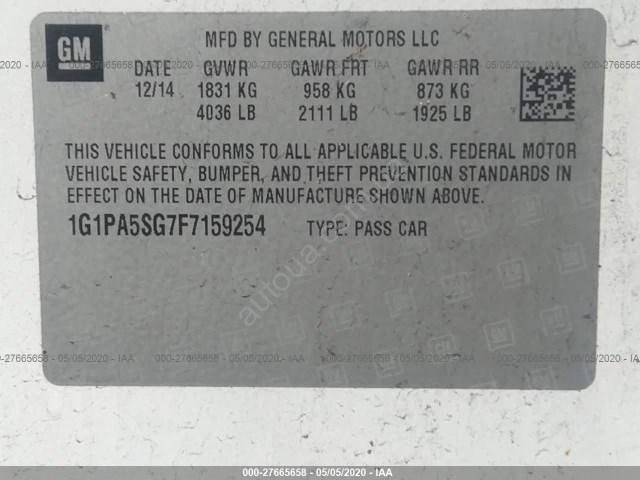 GM
MFD BY GENERAL MOTORS LLC
DATE GVWR GAWR FRT GAWR RR
12/14 1831 KG 958 KG 873 KG
4036 LB 2111 LB 1925 LB
THIS VEHICLE CONFORMS TO ALL APPLICABLE U.S. FEDERAL MOTOR
VEHICLE SAFETY, BUMPER, AND THEFT PREVENTION STANDARDS IN
EFFECT ON THE DATE OF MANUFACTURE SHOWN ABOVE.
1G1PA5SG7F7159254 TYPE: PASS CAR
autoua.com
000-27665658 - 05/05/2020 - IAA